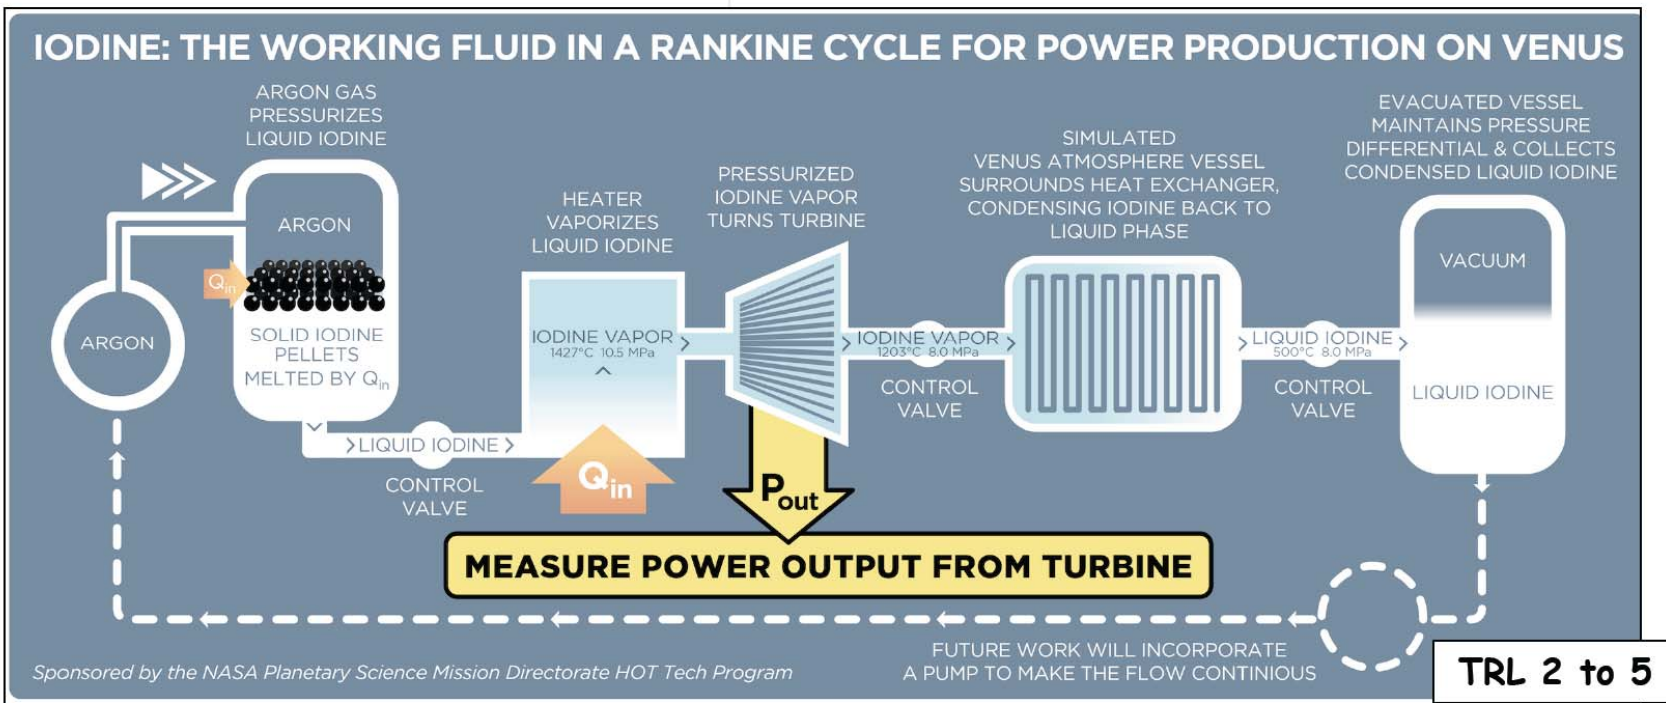 IODINE: THE WORKING FLUID IN A RANKINE CYCLE FOR POWER PRODUCTION ON VENUS
ARGON GAS
PRESSURIZES
LIQUID IODINE
ARGON
ARGON
Qin
SOLID IODINE
PELLETS
MELTED BY Qin
LIQUID IODINE
CONTROL
VALVE
HEATER
VAPORIZES
LIQUID IODINE
IODINE VAPOR
1427°C 10.5 MPa
Qin
PRESSURIZED
IODINE VAPOR
TURNS TURBINE
Pout
MEASURE POWER OUTPUT FROM TURBINE
IODINE VAPOR
1203°C 8.0 MPa
CONTROL
VALVE
SIMULATED
VENUS ATMOSPHERE VESSEL
SURROUNDS HEAT EXCHANGER,
CONDENSING IODINE BACK TO
LIQUID PHASE
LIQUID IODINE
500°C 8.0 MPa
CONTROL
VALVE
EVACUATED VESSEL
MAINTAINS PRESSURE
DIFFERENTIAL & COLLECTS
CONDENSED LIQUID IODINE
VACUUM
LIQUID IODINE
FUTURE WORK WILL INCORPORATE
A PUMP TO MAKE THE FLOW CONTINIOUS
Sponsored by the NASA Planetary Science Mission Directorate HOT Tech Program
TRL 2 to 5